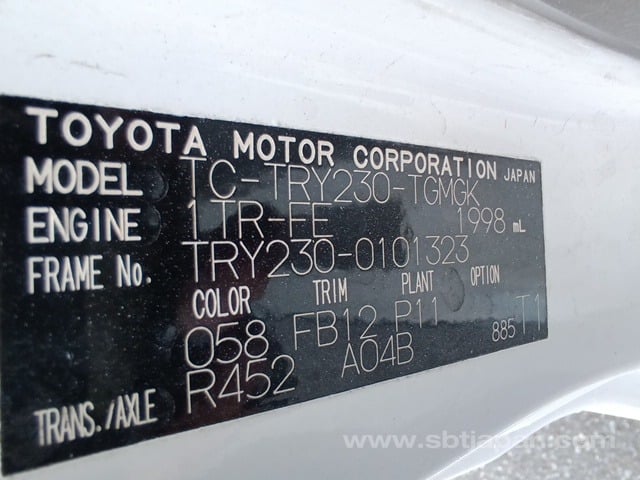 TOYOTA MOTOR CORPORATION JAPAN
MODEL TC-TRY230-TGMGK
ENGINE 1TR-FE 1998 mL
FRAME No. TRY230-0101323
COLOR TRIM PLANT OPTION
058 FB12 P11 885 T1
TRANS./AXLE R452 A04B
www.sbtjapan.com